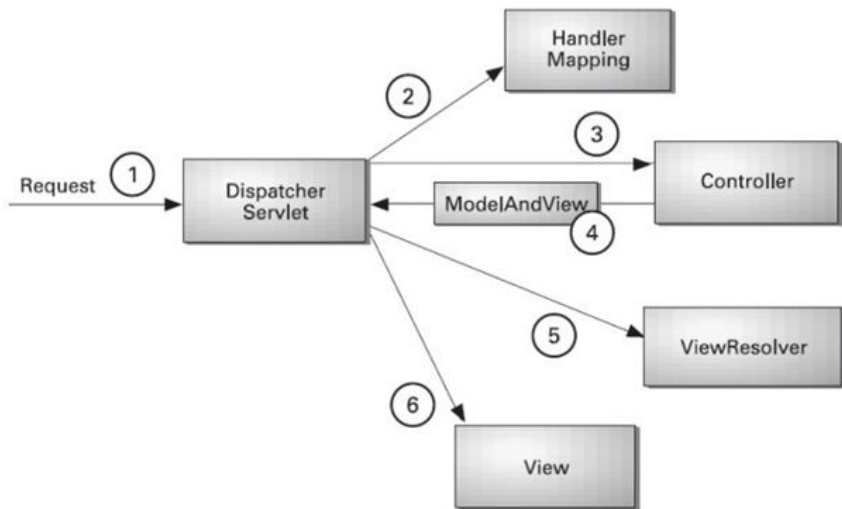 Handler
Mapping
2
3
1
Request
Dispatcher
Servlet
Controller
ModelAndView
4
5
ViewResolver
6
View